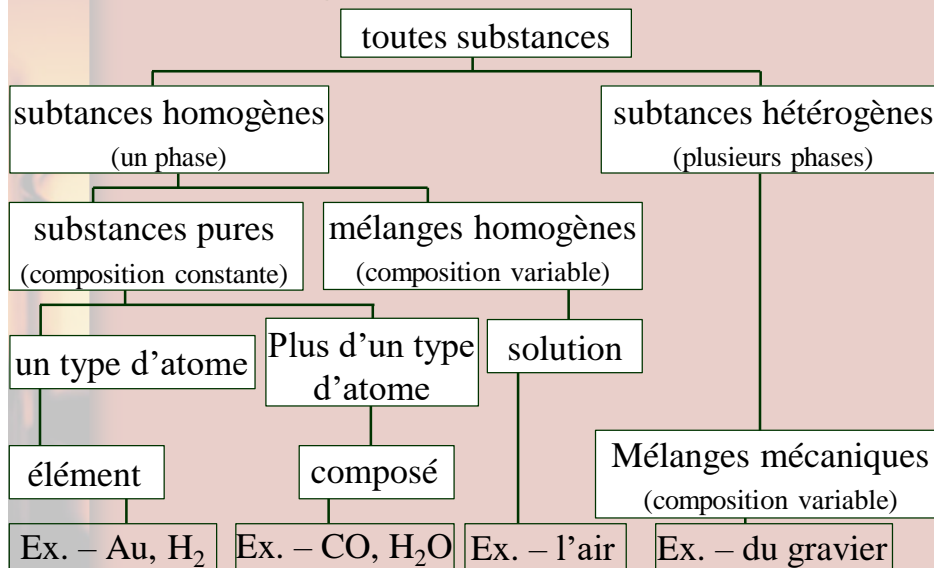 toutes substances
subtances homogènes
(un phase)
subtances hétérogènes
(plusieurs phases)
substances pures
(composition constante)
mélanges homogènes
(composition variable)
un type d’atome
Plus d’un type
d’atome
solution
élément
composé
Mélanges mécaniques
(composition variable)
Ex. – Au, H₂
Ex. – CO, H₂O
Ex. – l’air
Ex. – du gravier